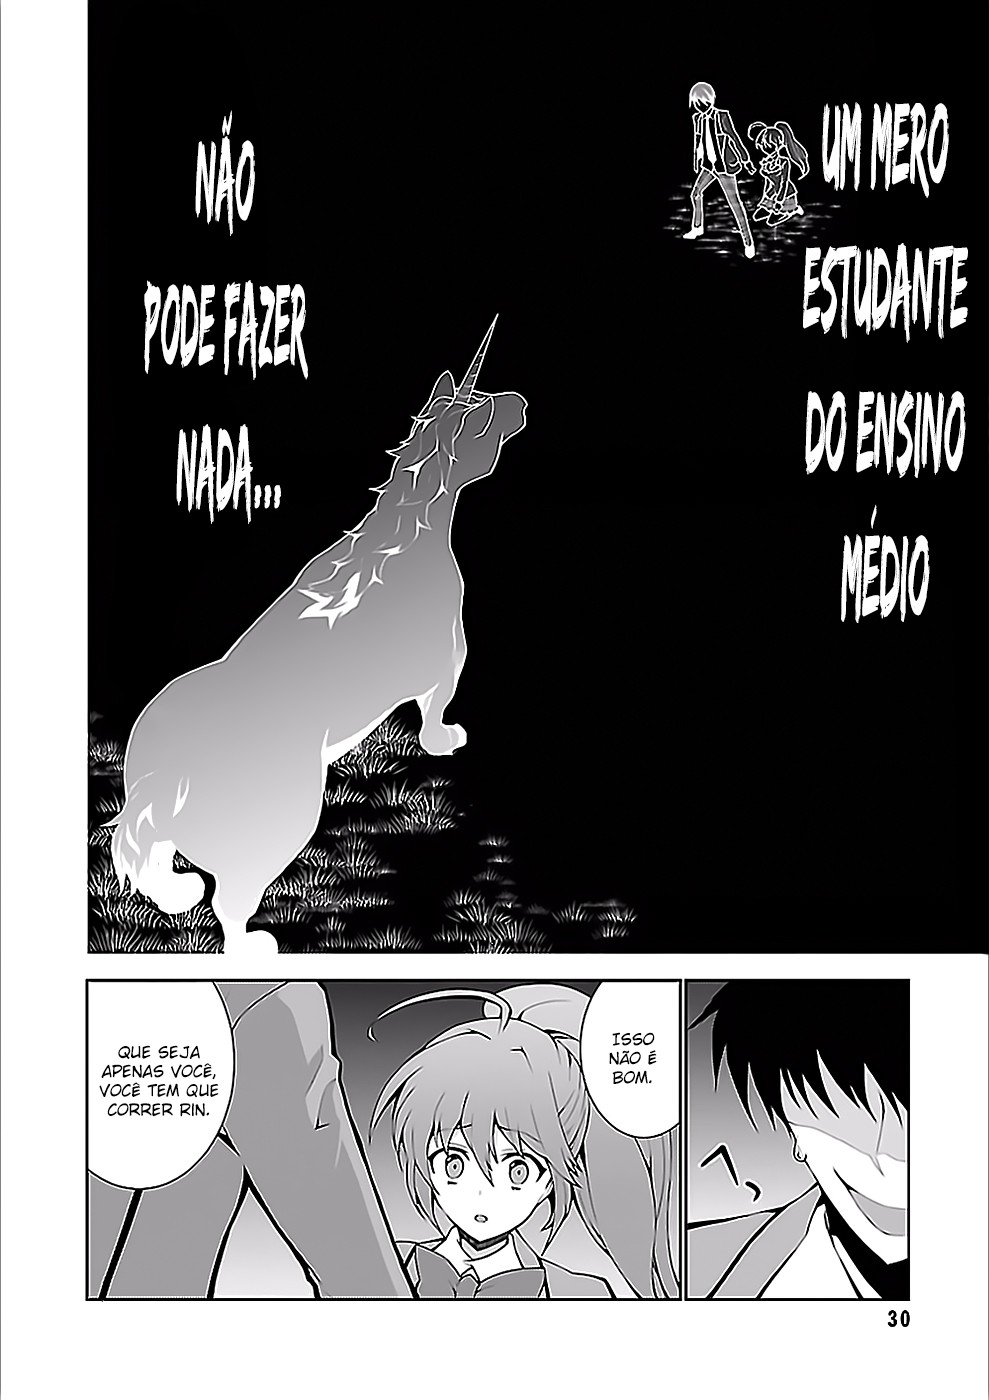 UM MERO
ESTUDANTE
DO ENSINO
MÉDIO
NÃO
PODE FAZER
NADA...
ISSO
NÃO É
BOM.
QUE SEJA
APENAS VOCÊ,
VOCÊ TEM QUE
CORRER RIN.
30